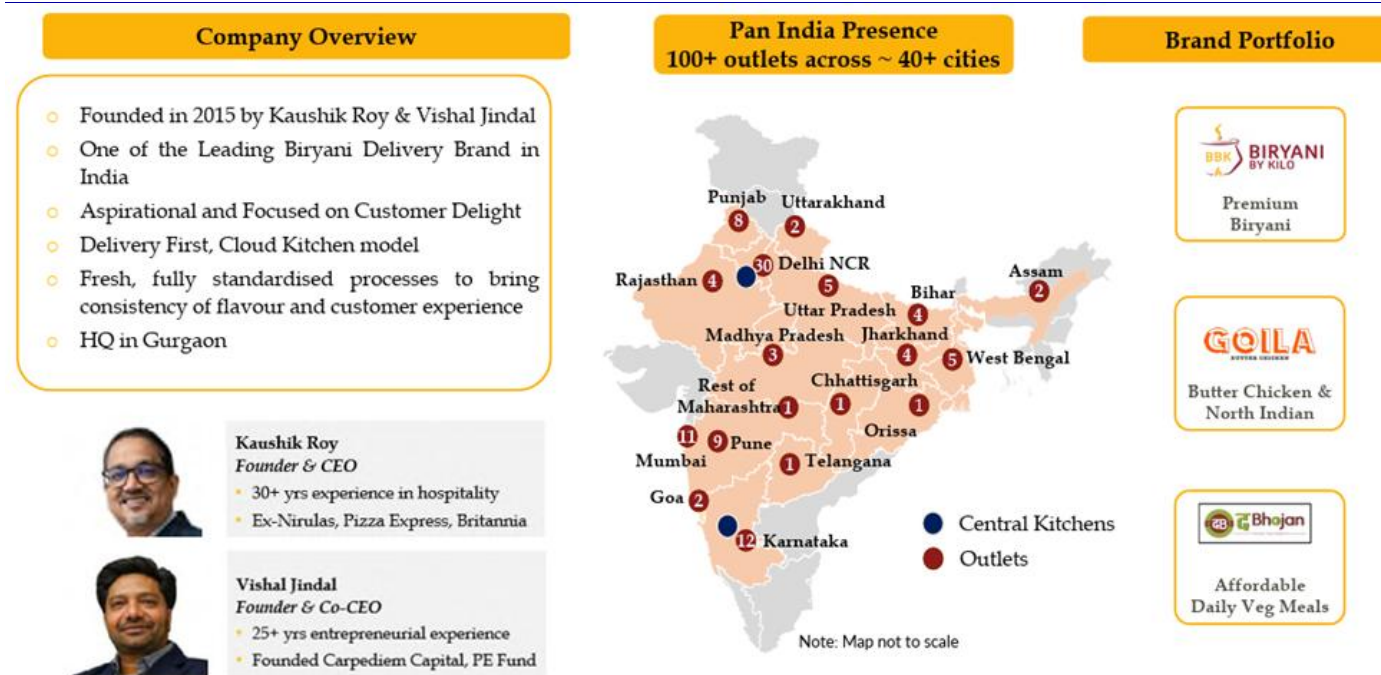 Company Overview
○ Founded in 2015 by Kaushik Roy & Vishal Jindal
○ One of the Leading Biryani Delivery Brand in
India
○ Aspirational and Focused on Customer Delight
○ Delivery First, Cloud Kitchen model
○ Fresh, fully standardised processes to bring
consistency of flavour and customer experience
○ HQ in Gurgaon
Kaushik Roy
Founder & CEO
• 30+ yrs experience in hospitality
• Ex-Nirulas, Pizza Express, Britannia
Vishal Jindal
Founder & Co-CEO
• 25+ yrs entrepreneurial experience
• Founded Carpediem Capital, PE Fund
Pan India Presence
100+ outlets across ~ 40+ cities
Punjab
8
Uttarakhand
2
30 Delhi NCR
Rajasthan 4
5
Uttar Pradesh
Bihar
4
Assam
2
Madhya Pradesh
3
Jharkhand
4
5 West Bengal
Rest of
Maharashtra 1
Chhattisgarh
1
1
Orissa
11
Mumbai
9 Pune
1 Telangana
Goa 2
12 Karnataka
Central Kitchens
Outlets
Note: Map not to scale
Brand Portfolio
BBK BIRYANI
BY KILO
Premium
Biryani
GOILA
BUTTER CHICKEN
Butter Chicken &
North Indian
Bhojan
Affordable
Daily Veg Meals